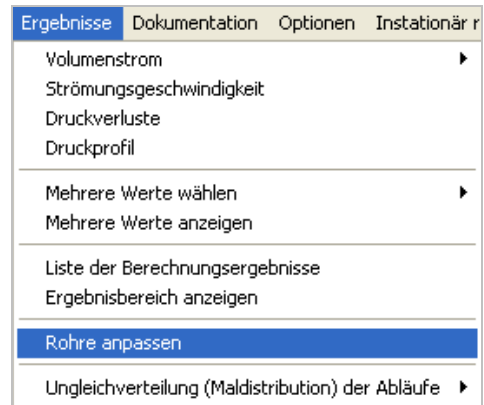 Ergebnisse Dokumentation Optionen Instationär r
Volumenstrom
Strömungsgeschwindigkeit
Druckverluste
Druckprofil
Mehrere Werte wählen
Mehrere Werte anzeigen
Liste der Berechnungsergebnisse
Ergebnisbereich anzeigen
Rohre anpassen
Ungleichverteilung (Maldistribution) der Abläufe